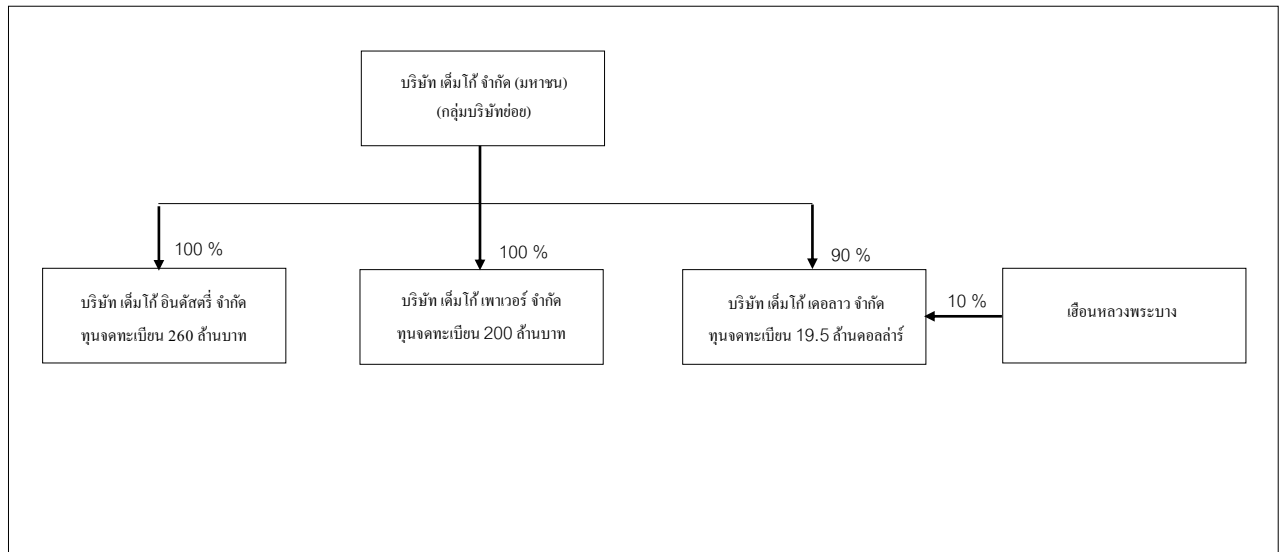 บริษัท เด็มโก้ จำกัด (มหาชน)
(กลุ่มบริษัทย่อย)
100 %
100 %
90 %
บริษัท เด็มโก้ อินดัสตรี่ จำกัด
ทุนจดทะเบียน 260 ล้านบาท
บริษัท เด็มโก้ เพาเวอร์ จำกัด
ทุนจดทะเบียน 200 ล้านบาท
บริษัท เด็มโก้ เดอลาว จำกัด
ทุนจดทะเบียน 19.5 ล้านดอลล่าร์
10 %
เฮือนหลวงพระบาง